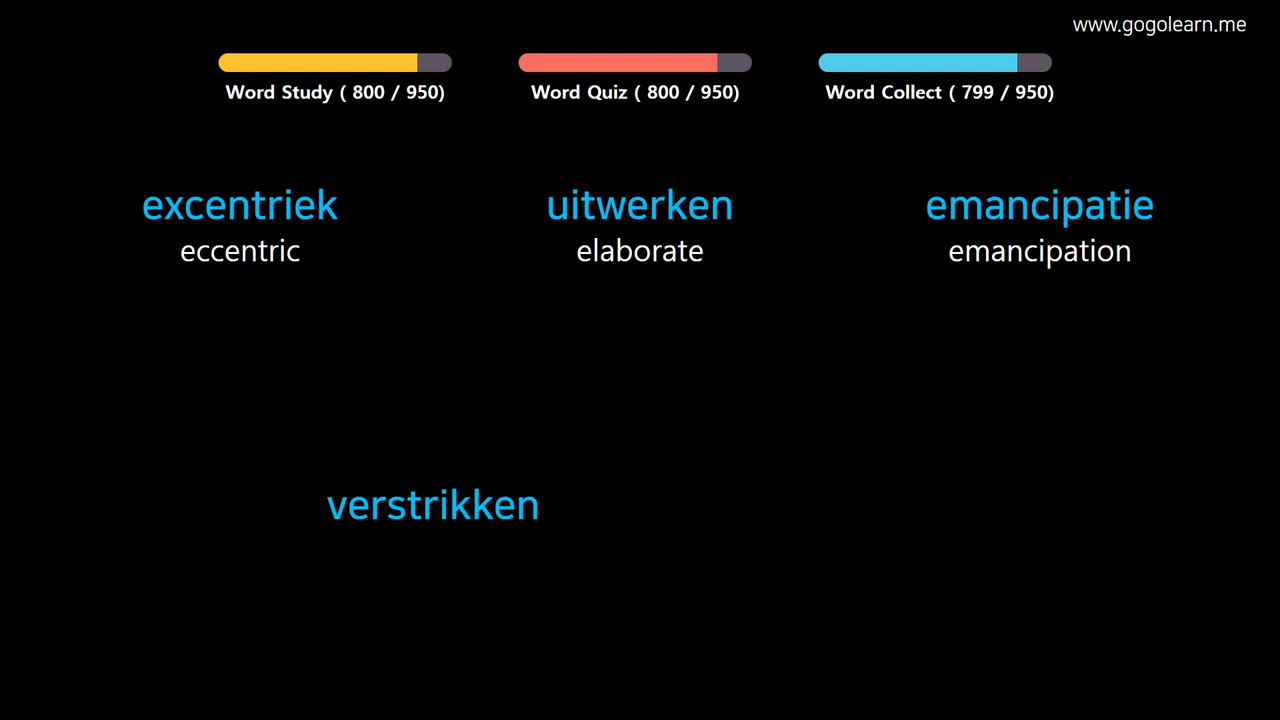 www.gogolearn.me
Word Study ( 800 / 950)
Word Quiz ( 800 / 950)
Word Collect ( 799 / 950)
excentriek
eccentric
uitwerken
elaborate
emancipatie
emancipation
verstrikken